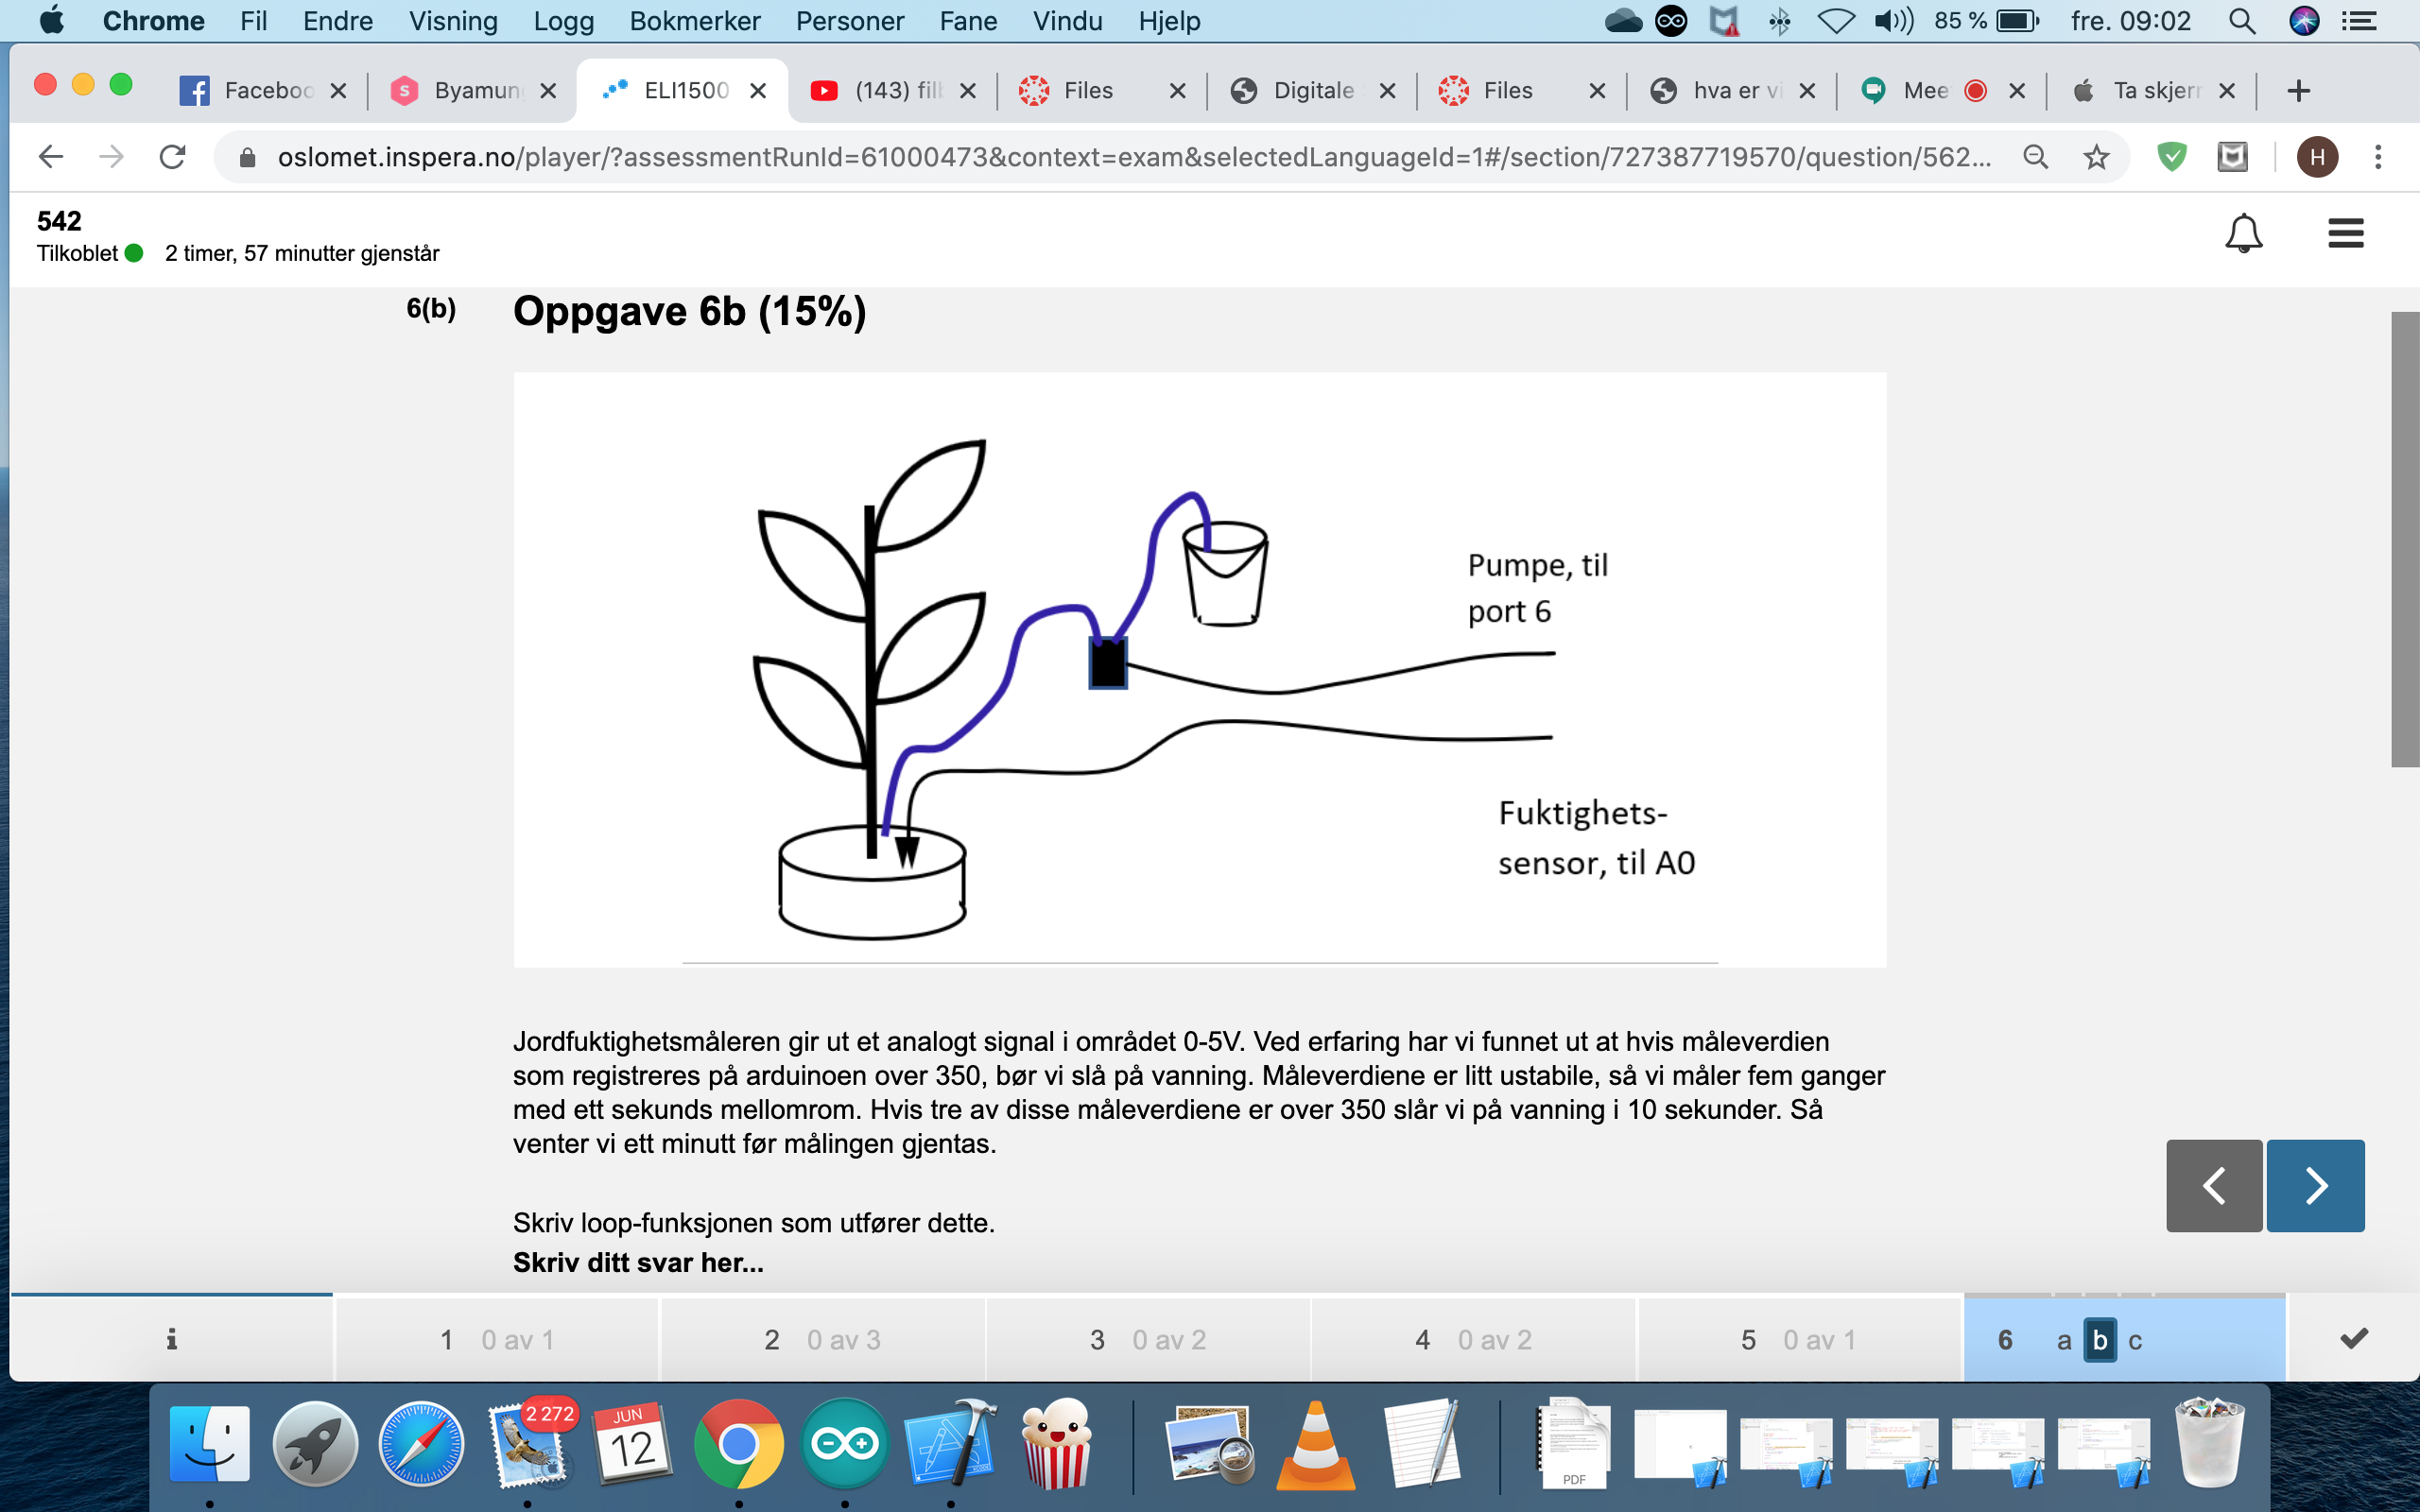 Chrome Fil Endre Visning Logg Bokmerker Personer Fane Vindu Hjelp 85 % fre. 09:02
Faceboo Byamun ELI1500 (143) fil Files Digitale Files hva er vi Mee Ta skjerr
oslomet.inspera.no/player/?assessmentRunId=61000473&context=exam&selectedLanguageId=1#/section/727387719570/question/562... H
542
Tilkoblet 2 timer, 57 minutter gjenstår
6(b) Oppgave 6b (15%)
Pumpe, til
port 6
Fuktighets-
sensor, til A0
Jordfuktighetsmåleren gir ut et analogt signal i området 0-5V. Ved erfaring har vi funnet ut at hvis måleverdien
som registreres på arduinoen over 350, bør vi slå på vanning. Måleverdiene er litt ustabile, så vi måler fem ganger
med ett sekunds mellomrom. Hvis tre av disse måleverdiene er over 350 slår vi på vanning i 10 sekunder. Så
venter vi ett minutt før målingen gjentas.
Skriv loop-funksjonen som utfører dette.
Skriv ditt svar her...
i 1 0 av 1 2 0 av 3 3 0 av 2 4 0 av 2 5 0 av 1 6 a b c
2 272
JUN
12
PDF